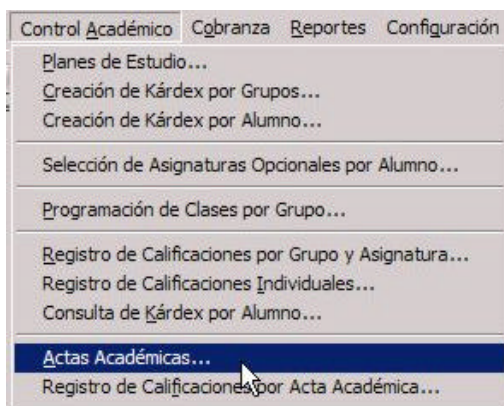 Control Académico Cobranza Reportes Configuración
Planes de Estudio...
Creación de Kárdex por Grupos...
Creación de Kárdex por Alumno...
Selección de Asignaturas Opcionales por Alumno...
Programación de Clases por Grupo...
Registro de Calificaciones por Grupo y Asignatura...
Registro de Calificaciones Individuales...
Consulta de Kárdex por Alumno...
Actas Académicas...
Registro de Calificaciones por Acta Académica...